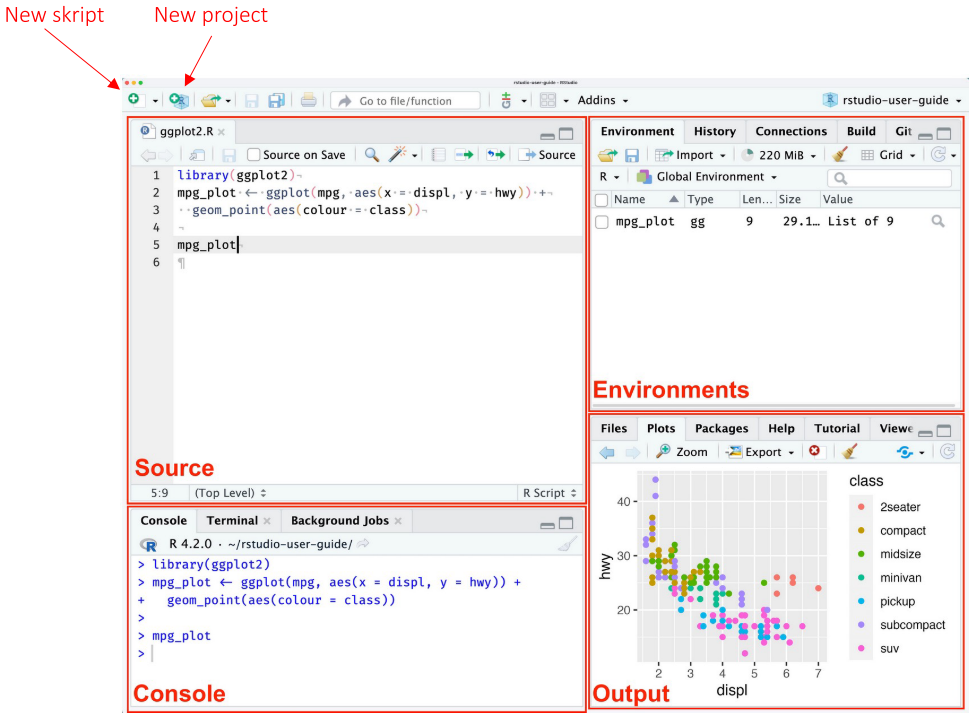 New skript New project
rstudio-user-guide - RStudio
Go to file/function Addins rstudio-user-guide
ggplot2.R
Source on Save Source
1 library(ggplot2)
2 mpg_plot ← ggplot(mpg, aes(x = displ, y = hwy)) +
3 geom_point(aes(colour = class))
4
5 mpg_plot
6 ¶
Source
5:9 (Top Level) R Script
Console Terminal Background Jobs
R 4.2.0 · ~/rstudio-user-guide/
> library(ggplot2)
> mpg_plot ← ggplot(mpg, aes(x = displ, y = hwy)) +
+ geom_point(aes(colour = class))
>
> mpg_plot
>
Console
Environment History Connections Build Git
Import 220 MiB Grid
R Global Environment
Name Type Len... Size Value
mpg_plot gg 9 29.1… List of 9
Environments
Files Plots Packages Help Tutorial Viewe
Zoom Export
class
2seater
compact
midsize
minivan
pickup
subcompact
suv
hwy
40
30
20
2 3 4 5 6 7
displ
Output